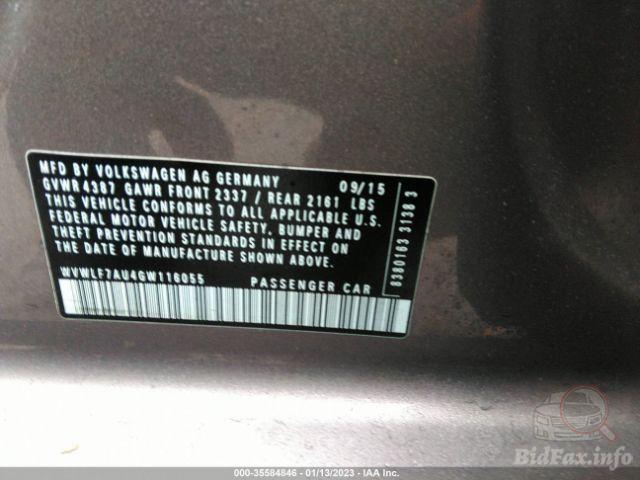 MFD BY VOLKSWAGEN AG GERMANY 09/15
GVWR 4387 GAWR FRONT 2337 / REAR 2161 LBS
THIS VEHICLE CONFORMS TO ALL APPLICABLE U.S.
FEDERAL MOTOR VEHICLE SAFETY, BUMPER AND
THEFT PREVENTION STANDARDS IN EFFECT ON
THE DATE OF MANUFACTURE SHOWN ABOVE.
WVWLF7AU4GW116055 PASSENGER CAR
8380163 3138 3
BidFax.info
000-35584846 - 01/13/2023 - IAA Inc.